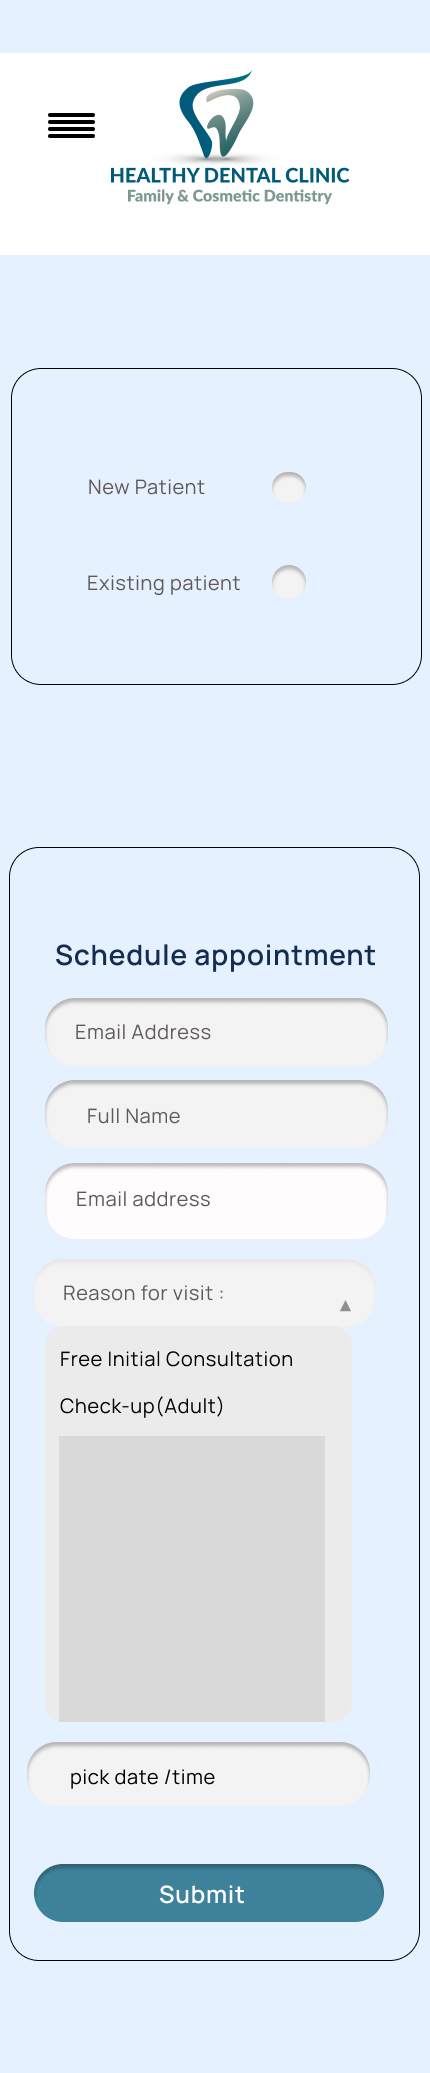 HEALTHY DENTAL CLINIC
Family & Cosmetic Dentistry
New Patient
Existing patient
Schedule appointment
Email Address
Full Name
Email address
Reason for visit :
Free Initial Consultation
Check-up(Adult)
pick date /time
Submit